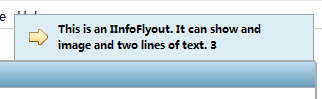 This is an IInfoFlyout. It can show and
image and two lines of text. 3